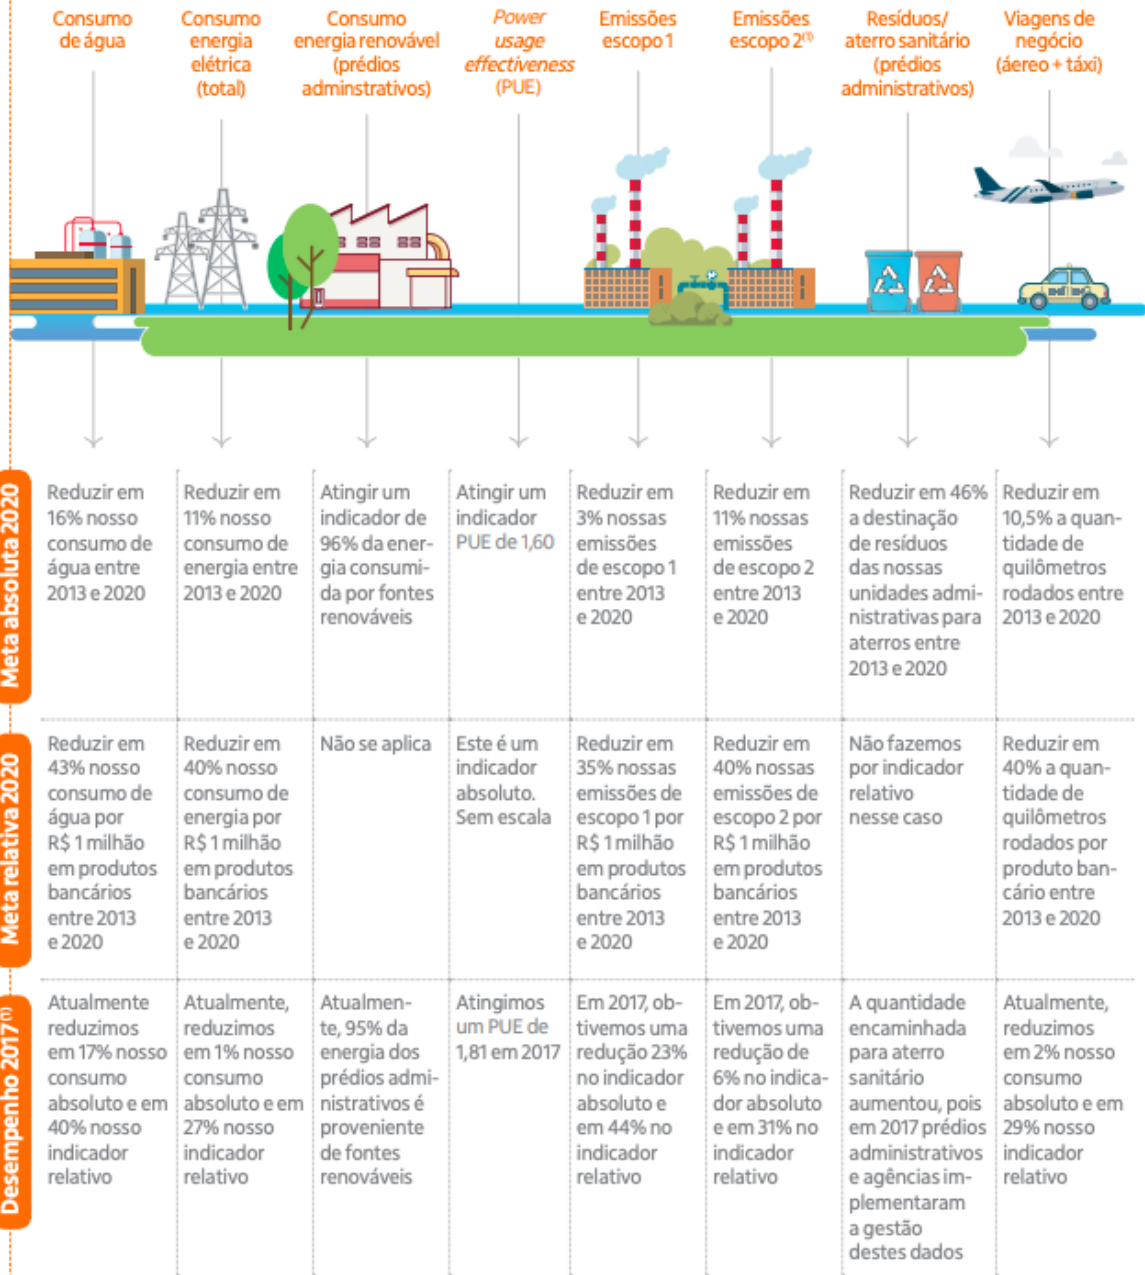 Consumo
de água
Consumo
energia
elétrica
(total)
Consumo
energia renovável
(prédios
adminstrativos)
Power
usage
effectiveness
(PUE)
Emissões
escopo 1
Emissões
escopo 2⁽¹⁾
Resíduos/
aterro sanitário
(prédios
administrativos)
Viagens de
negócio
(áereo + táxi)
Meta absoluta 2020
Reduzir em
16% nosso
consumo de
água entre
2013 e 2020
Reduzir em
11% nosso
consumo de
energia entre
2013 e 2020
Atingir um
indicador de
96% da ener-
gia consumi-
da por fontes
renováveis
Atingir um
indicador
PUE de 1,60
Reduzir em
3% nossas
emissões
de escopo 1
entre 2013
e 2020
Reduzir em
11% nossas
emissões
de escopo 2
entre 2013
e 2020
Reduzir em 46%
a destinação
de resíduos
das nossas
unidades admi-
nistrativas para
aterros entre
2013 e 2020
Reduzir em
10,5% a quan-
tidade de
quilômetros
rodados entre
2013 e 2020
Meta relativa 2020
Reduzir em
43% nosso
consumo de
água por
R$ 1 milhão
em produtos
bancários
entre 2013
e 2020
Reduzir em
40% nosso
consumo de
energia por
R$ 1 milhão
em produtos
bancários
entre 2013
e 2020
Não se aplica
Este é um
indicador
absoluto.
Sem escala
Reduzir em
35% nossas
emissões de
escopo 1 por
R$ 1 milhão
em produtos
bancários
entre 2013
e 2020
Reduzir em
40% nossas
emissões de
escopo 2 por
R$ 1 milhão
em produtos
bancários
entre 2013
e 2020
Não fazemos
por indicador
relativo
nesse caso
Reduzir em
40% a quan-
tidade de
quilômetros
rodados por
produto ban-
cário entre
2013 e 2020
Desempenho 2017⁽¹⁾
Atualmente
reduzimos
em 17% nosso
consumo
absoluto e em
40% nosso
indicador
relativo
Atualmente,
reduzimos
em 1% nosso
consumo
absoluto e em
27% nosso
indicador
relativo
Atualmen-
te, 95% da
energia dos
prédios admi-
nistrativos é
proveniente
de fontes
renováveis
Atingimos
um PUE de
1,81 em 2017
Em 2017, ob-
tivemos uma
redução 23%
no indicador
absoluto e
em 44% no
indicador
relativo
Em 2017, ob-
tivemos uma
redução de
6% no indica-
dor absoluto
e em 31% no
indicador
relativo
A quantidade
encaminhada
para aterro
sanitário
aumentou, pois
em 2017 prédios
administrativos
e agências im-
plementaram
a gestão
destes dados
Atualmente,
reduzimos
em 2% nosso
consumo
absoluto e em
29% nosso
indicador
relativo